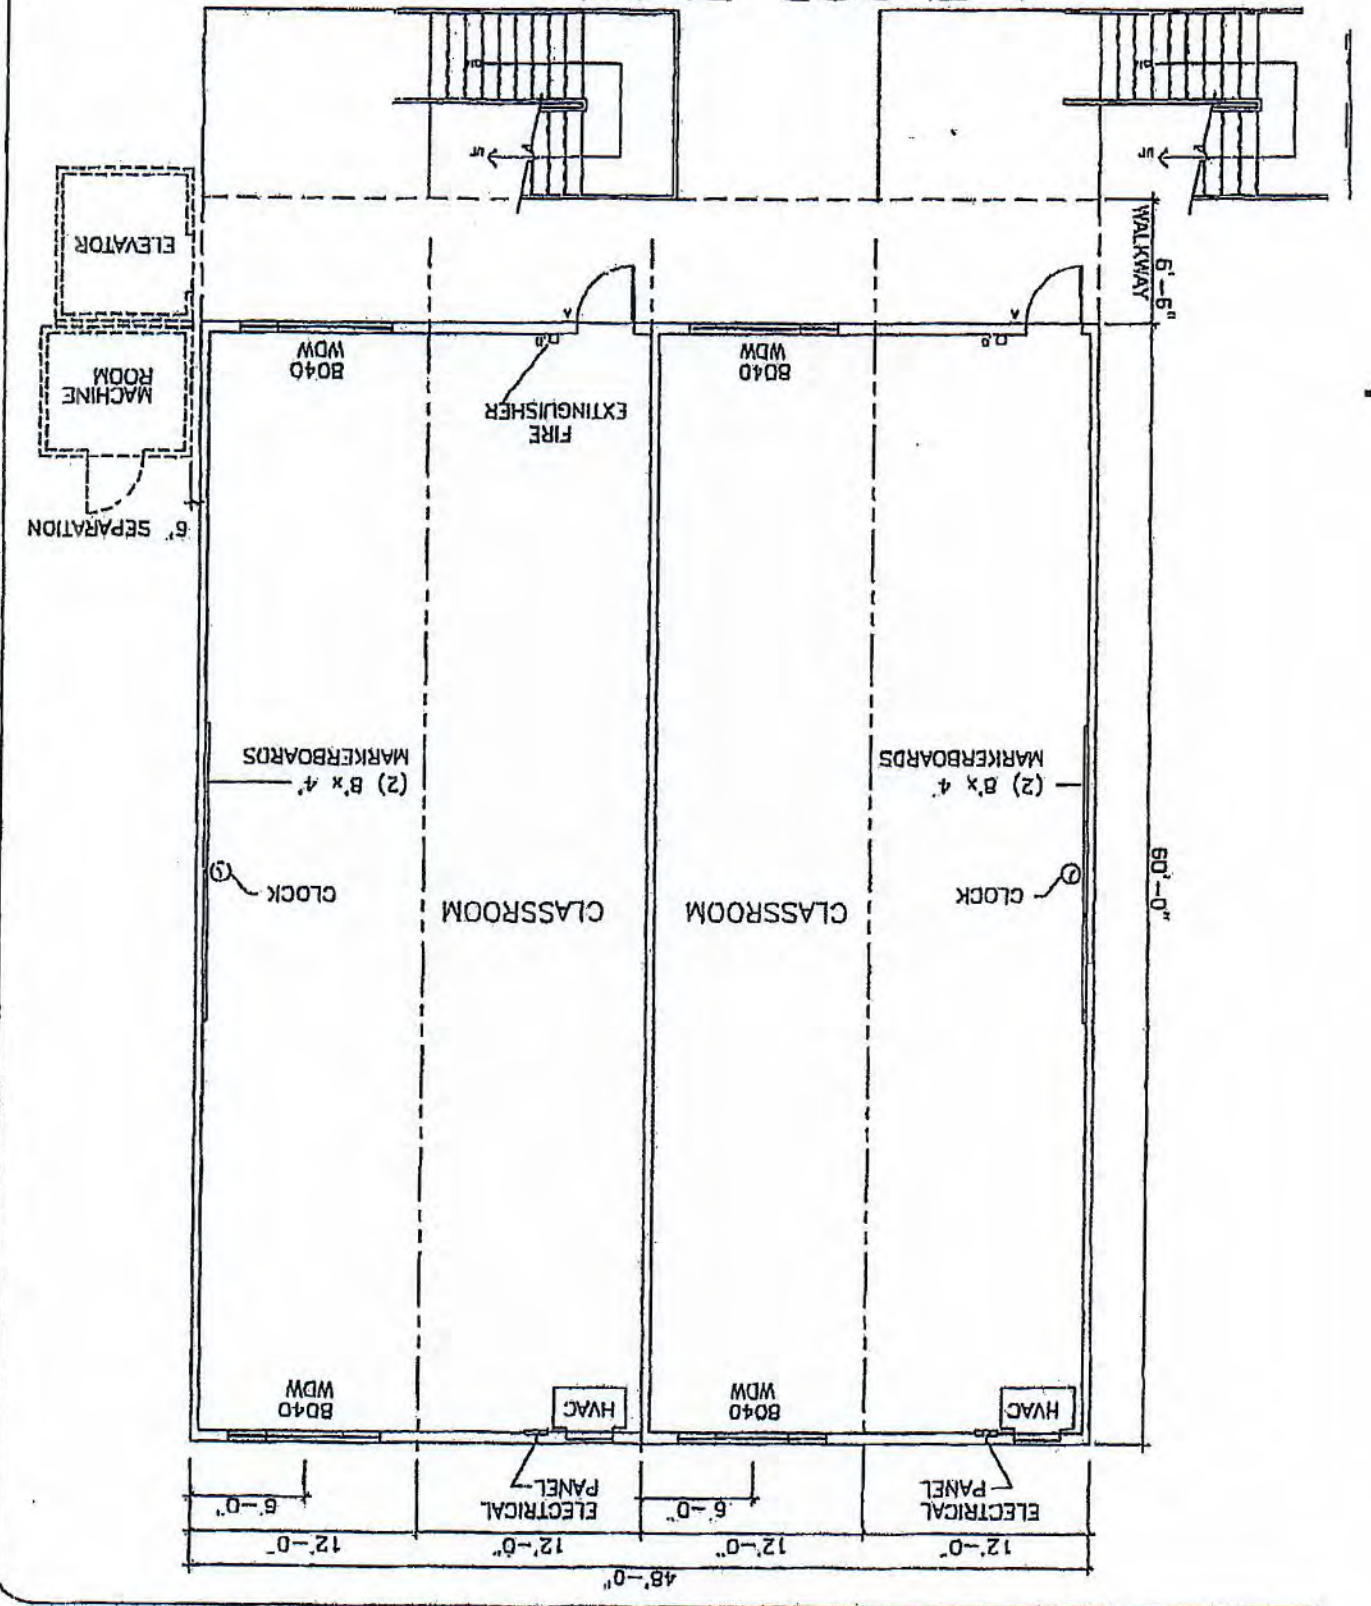 48'-0"
12'-0"
12'-0"
12'-0"
12'-0"
6'-0"
6'-0"
ELECTRICAL
PANEL
ELECTRICAL
PANEL
HVAC
8040
WDW
HVAC
8040
WDW
CLOCK
CLASSROOM
CLASSROOM
CLOCK
60'-0"
(2) 8'x 4'
MARKERBOARDS
(2) 8'x 4'
MARKERBOARDS
6' SEPARATION
FIRE
EXTINGUISHER
MACHINE
ROOM
8040
WDW
8040
WDW
6'-6"
WALKWAY
ELEVATOR
UP
UP